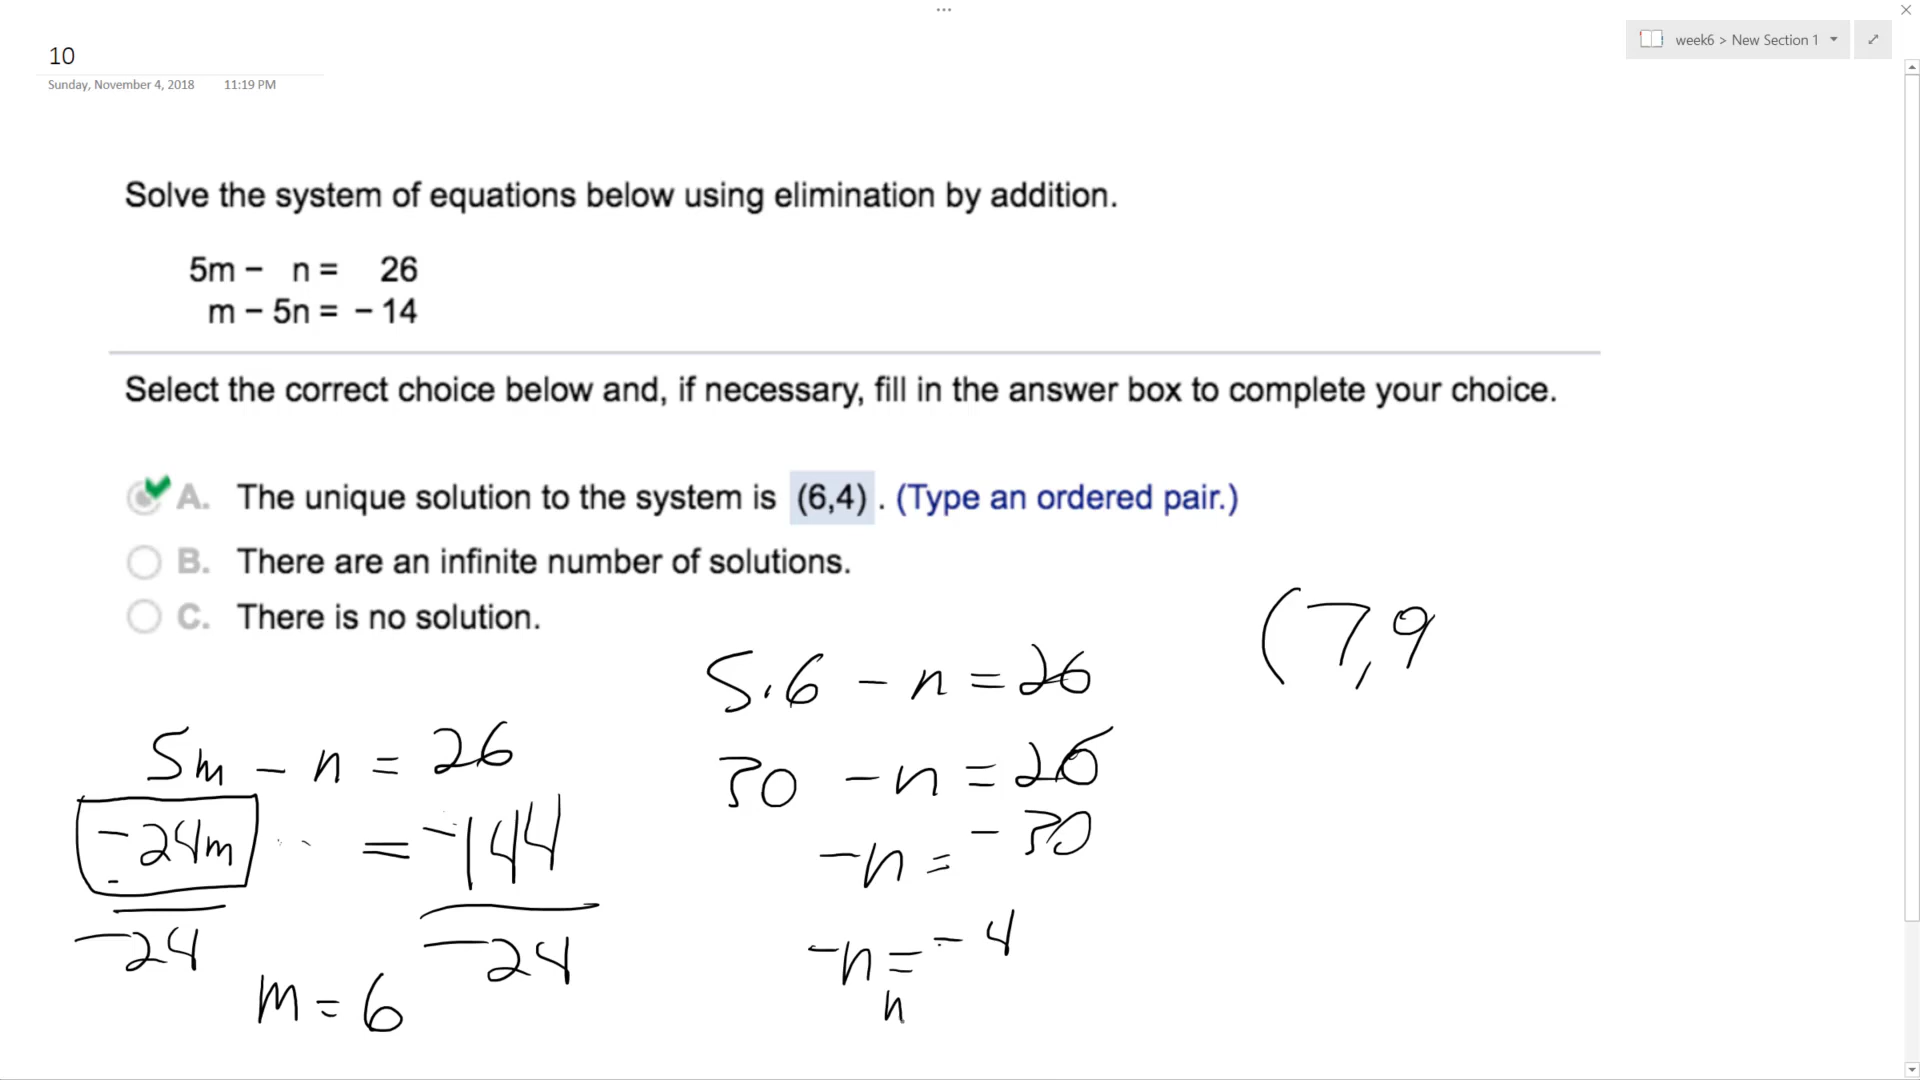 10
Sunday, November 4, 2018 11:19 PM
week6 > New Section 1
Solve the system of equations below using elimination by addition.
5m − n = 26
m − 5n = − 14
Select the correct choice below and, if necessary, fill in the answer box to complete your choice.
A. The unique solution to the system is (6,4) . (Type an ordered pair.)
B. There are an infinite number of solutions.
C. There is no solution.
5m - n = 26
-24m = -144
-24 -24
m = 6
5.6 - n = 26
30 - n = 26
- 30
-n =
-n = - 4
n
(7,9